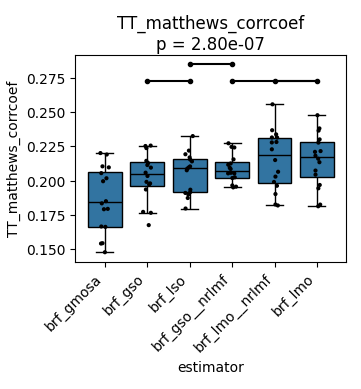 TT_matthews_corrcoef
p = 2.80e-07
TT_matthews_corrcoef
0.275
0.250
0.225
0.200
0.175
0.150
brf_gmosa
brf_gso
brf_lso
brf_gso__nrlmf
brf_lmo__nrlmf
brf_lmo
estimator